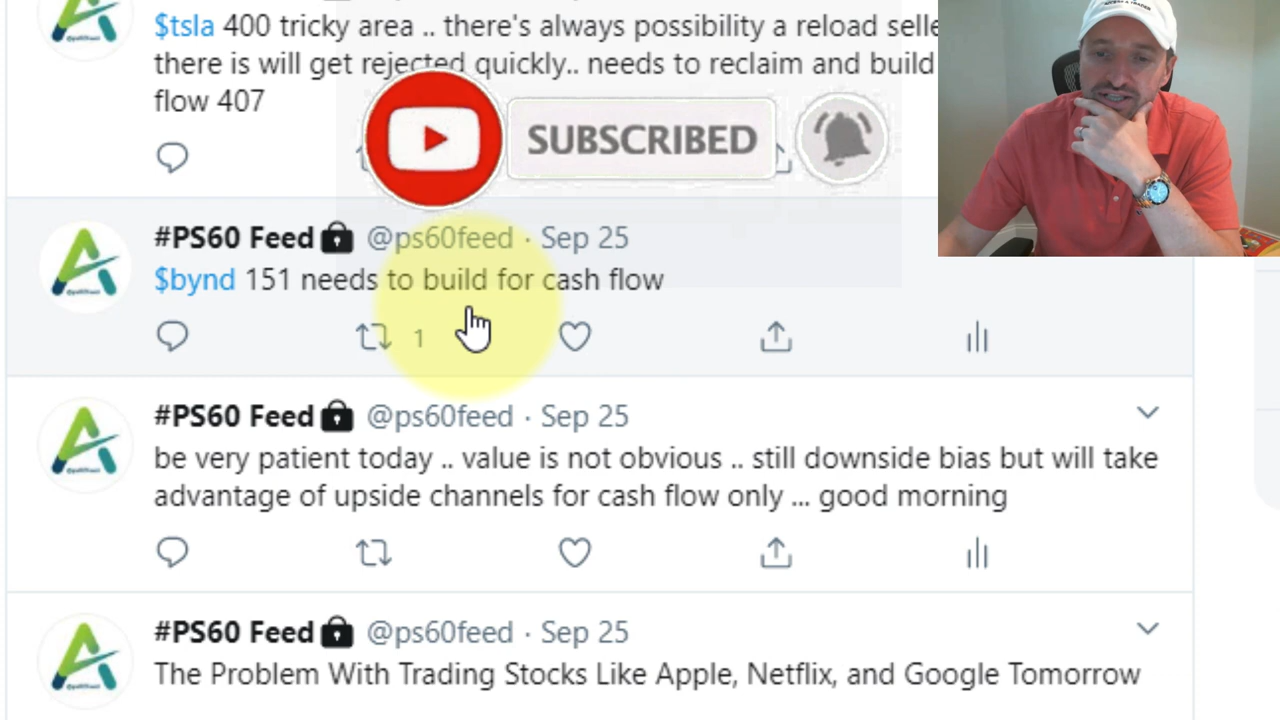 $tsla 400 tricky area .. there's always possibility a reload selle
there is will get rejected quickly.. needs to reclaim and build
flow 407
SUBSCRIBED
#PS60 Feed @ps60feed · Sep 25
$bynd 151 needs to build for cash flow
1
#PS60 Feed @ps60feed · Sep 25
be very patient today .. value is not obvious .. still downside bias but will take
advantage of upside channels for cash flow only ... good morning
#PS60 Feed @ps60feed · Sep 25
The Problem With Trading Stocks Like Apple, Netflix, and Google Tomorrow